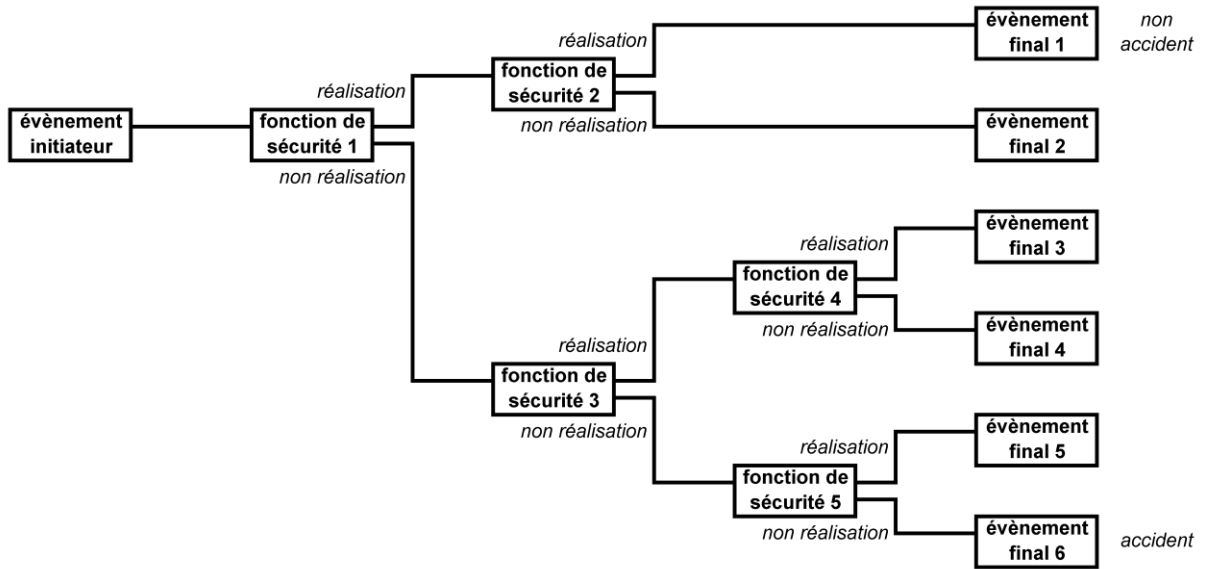 évènement
initiateur
fonction de
sécurité 1
réalisation
non réalisation
fonction de
sécurité 2
réalisation
non réalisation
évènement
final 1
non
accident
évènement
final 2
fonction de
sécurité 3
réalisation
non réalisation
fonction de
sécurité 4
réalisation
non réalisation
évènement
final 3
évènement
final 4
fonction de
sécurité 5
réalisation
non réalisation
évènement
final 5
évènement
final 6
accident